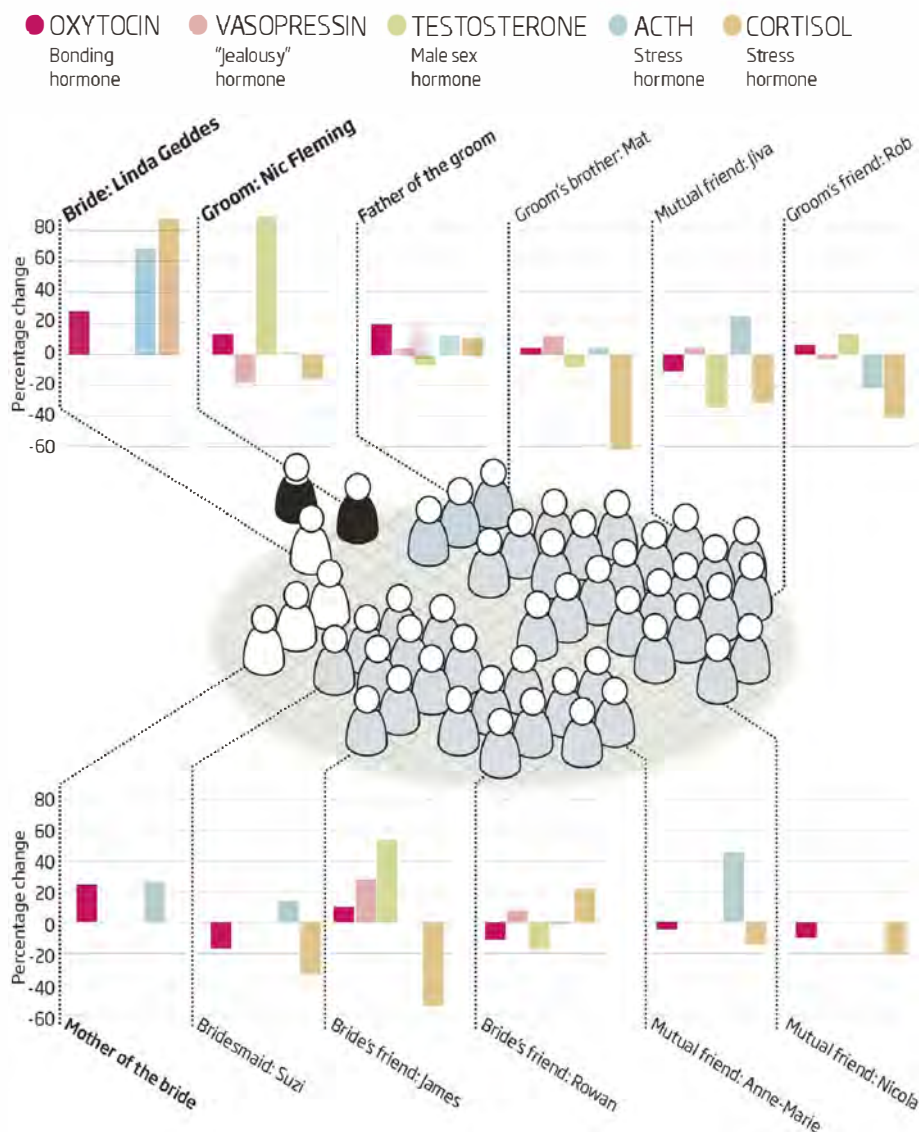 OXYTOCIN
Bonding
hormone
VASOPRESSIN
"Jealousy"
hormone
TESTOSTERONE
Male sex
hormone
ACTH
Stress
hormone
CORTISOL
Stress
hormone
Bride: Linda Geddes
Groom: Nic Fleming
Father of the groom
Groom's brother: Mat
Mutual friend: Jiva
Groom's friend: Rob
Percentage change
80
60
40
20
0
-20
-40
-60
Percentage change
80
60
40
20
0
-20
-40
-60
Mother of the bride
Bridesmaid: Suzi
Bride's friend: James
Bride's friend: Rowan
Mutual friend: Anne-Marie
Mutual friend: Nicola